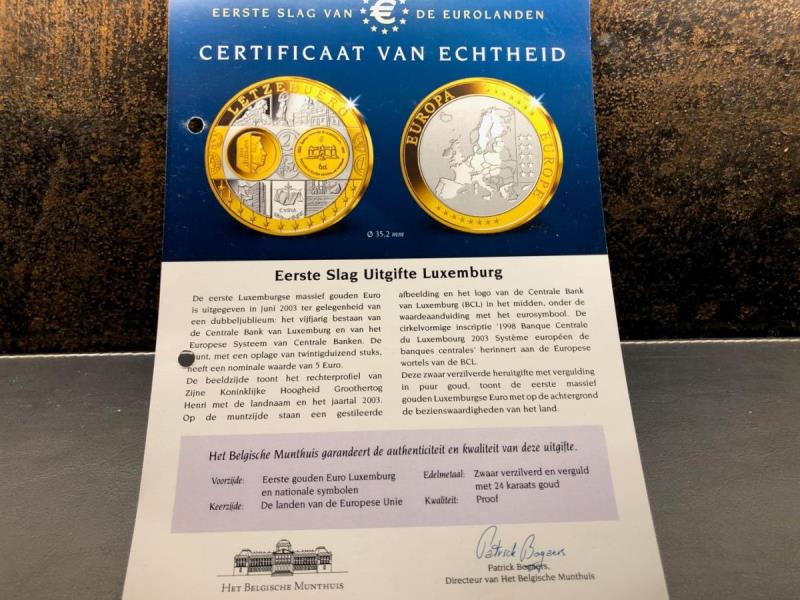 EERSTE SLAG VAN € DE EUROLANDEN
CERTIFICAAT VAN ECHTHEID
LETZEBUERG
EUROPA
EUROPE
Ø 35,2 mm
Eerste Slag Uitgifte Luxemburg
De eerste Luxemburgse massief gouden Euro
is uitgegeven in juni 2003 ter gelegenheid van
een dubbeljubileum: het vijfjarig bestaan van
de Centrale Bank van Luxemburg en van het
Europese Systeem van Centrale Banken. De
unt, met een oplage van twintigduizend stuks,
heeft een nominale waarde van 5 Euro.
De beeldzijde toont het rechterprofiel van
Zijne Koninklijke Hoogheid Groothertog
Henri met de landnaam en het jaartal 2003.
Op de muntzijde staan een gestileerde
afbeelding en het logo van de Centrale Bank
van Luxemburg (BCL) in het midden, onder de
waardeaanduiding met het eurosymbool. De
cirkelvormige inscriptie '1998 Banque Centrale
du Luxembourg 2003 Système européen de
banques centrales' herinnert aan de Europese
wortels van de BCL.
Deze zwaar verzilverde heruitgifte met vergulding
in puur goud, toont de eerste massief
gouden Luxemburgse Euro met op de achtergrond
de bezienswaardigheden van het land.
Het Belgische Munthuis garandeert de authenticiteit en kwaliteit van deze uitgifte.
Voorzijde: Eerste gouden Euro Luxemburg
en nationale symbolen
Keerzijde: De landen van de Europese Unie
Edelmetaal: Zwaar verzilverd en verguld
met 24 karaats goud
Kwaliteit: Proof
HET BELGISCHE MUNTHUIS
Patrick Bogaers
Patrick Bogaers,
Directeur van Het Belgische Munthuis